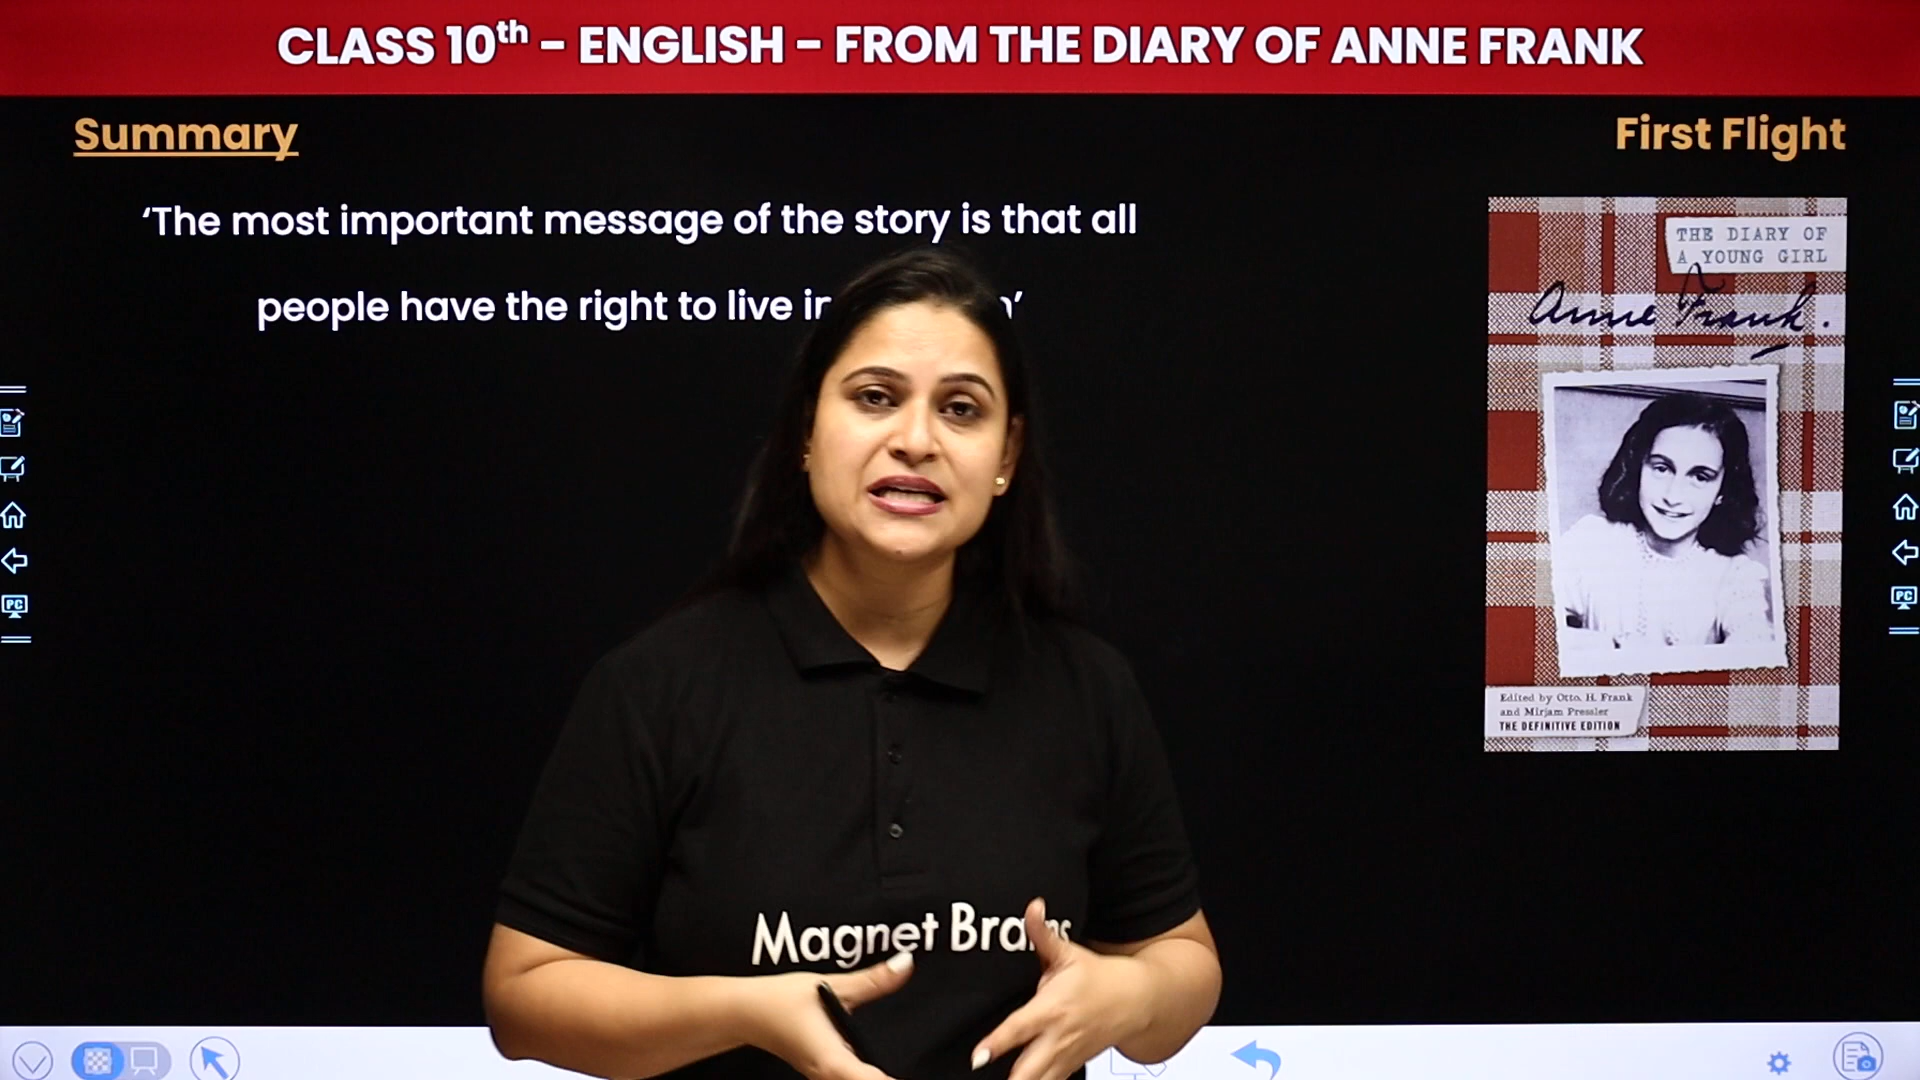 CLASS 10th - ENGLISH - FROM THE DIARY OF ANNE FRANK
Summary
First Flight
‘The most important message of the story is that all
people have the right to live
THE DIARY OF
A YOUNG GIRL
Anne Frank.
Edited by Otto H. Frank
and Mirjam Pressler
THE DEFINITIVE EDITION
Magnet
PC
PC